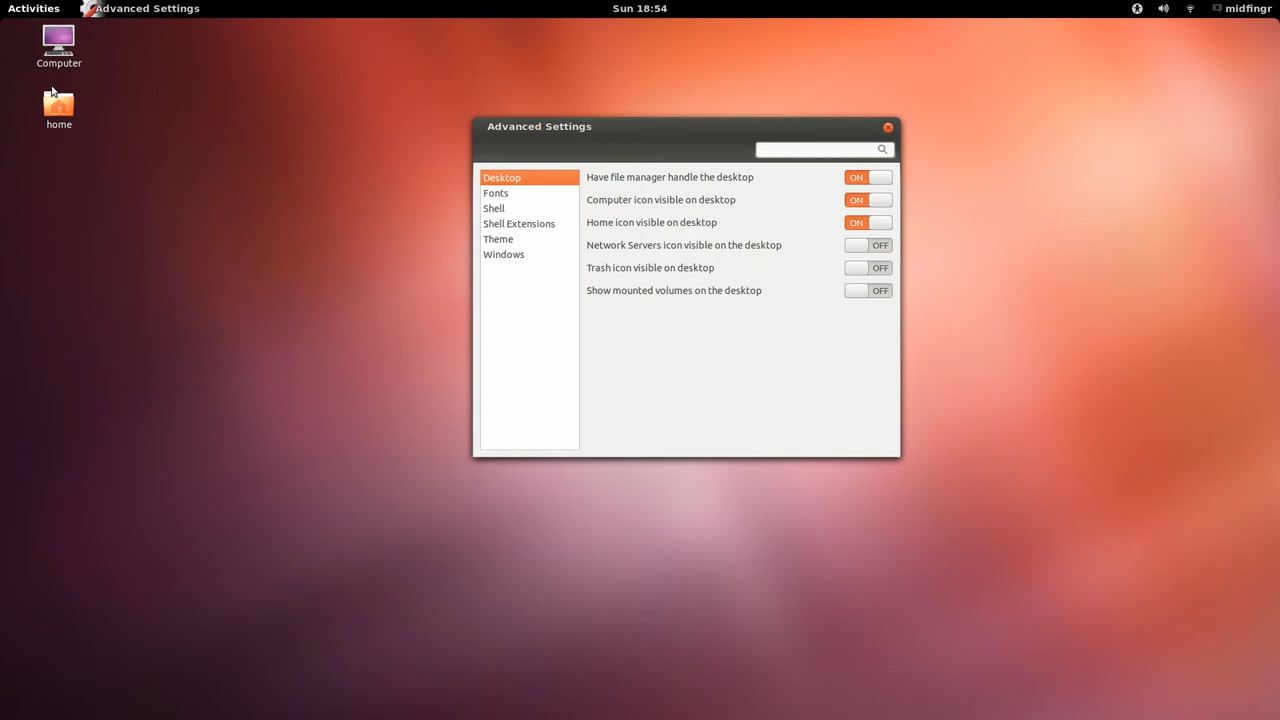 Activities Advanced Settings Sun 18:54 midfingr
Computer
home
Advanced Settings
Desktop
Fonts
Shell
Shell Extensions
Theme
Windows
Have file manager handle the desktop ON
Computer icon visible on desktop ON
Home icon visible on desktop ON
Network Servers icon visible on the desktop OFF
Trash icon visible on desktop OFF
Show mounted volumes on the desktop OFF